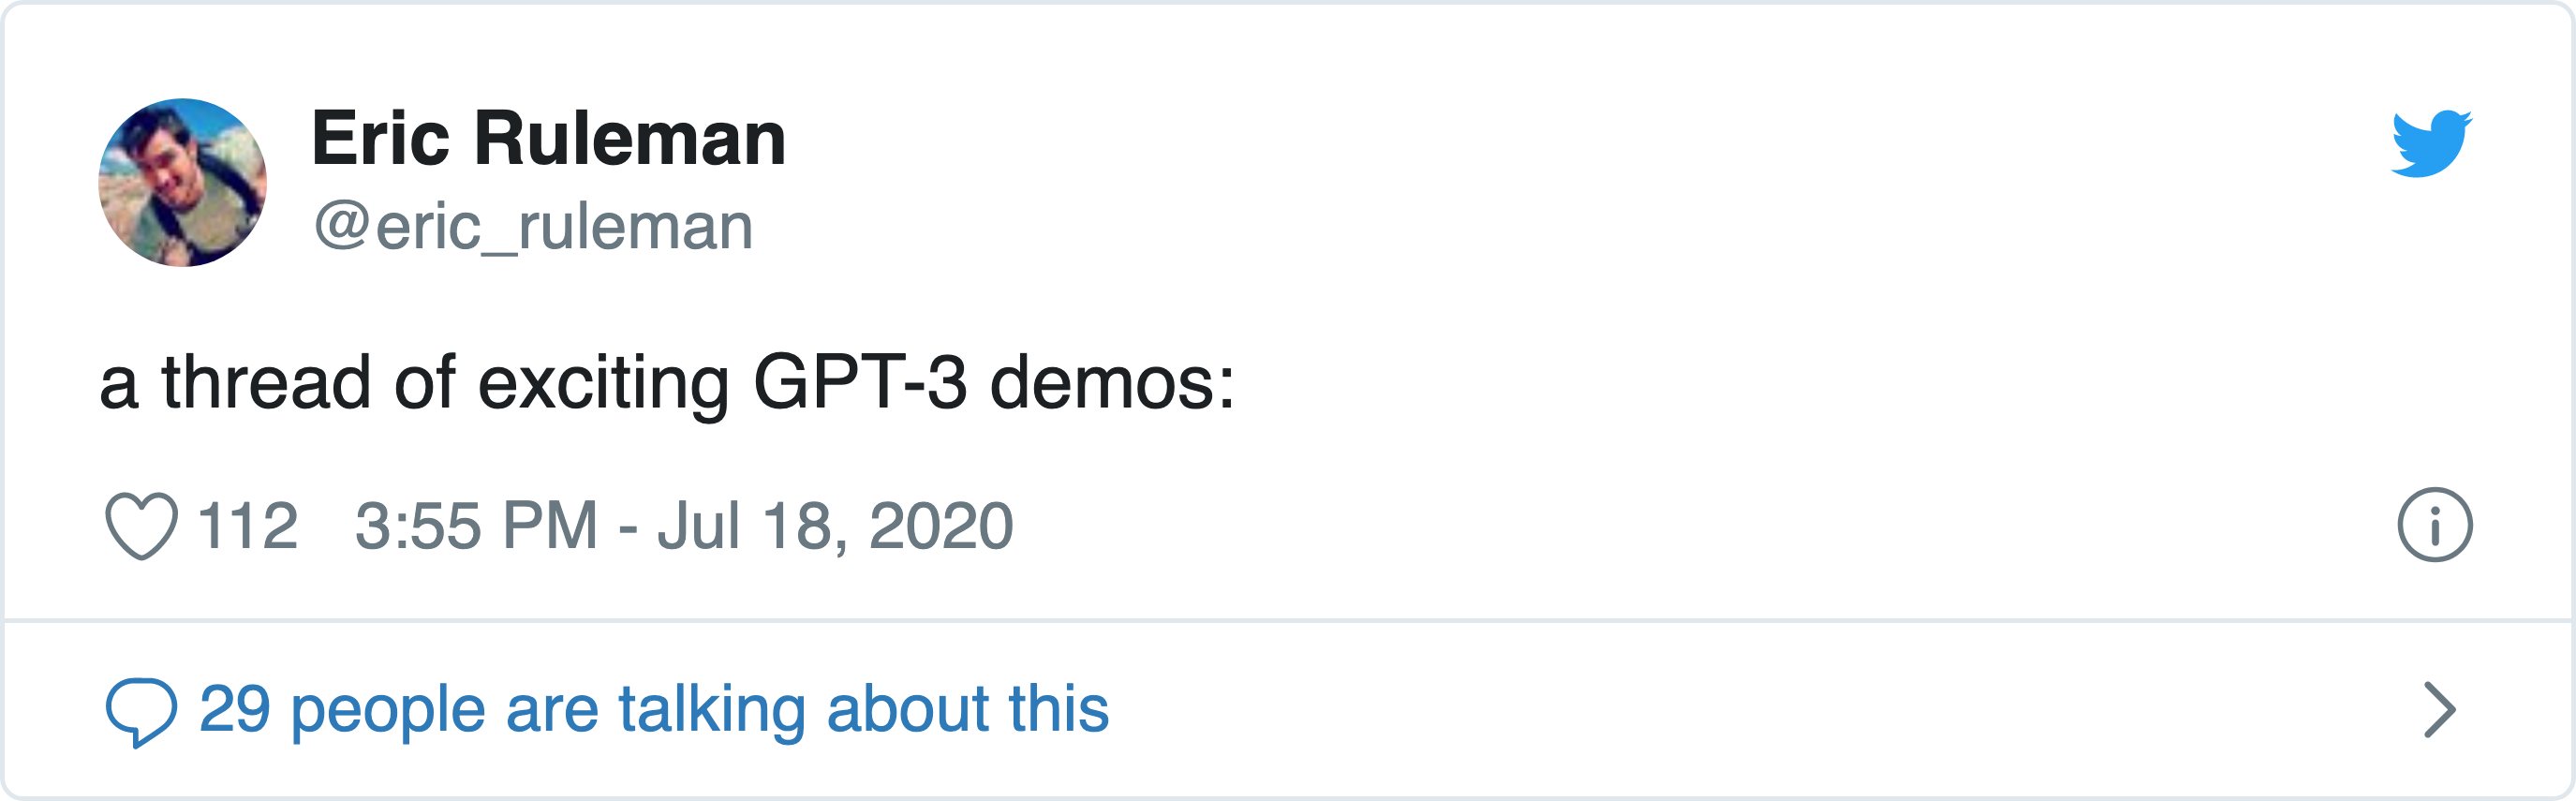 Eric Ruleman
@eric_ruleman
a thread of exciting GPT-3 demos:
112 3:55 PM - Jul 18, 2020
29 people are talking about this